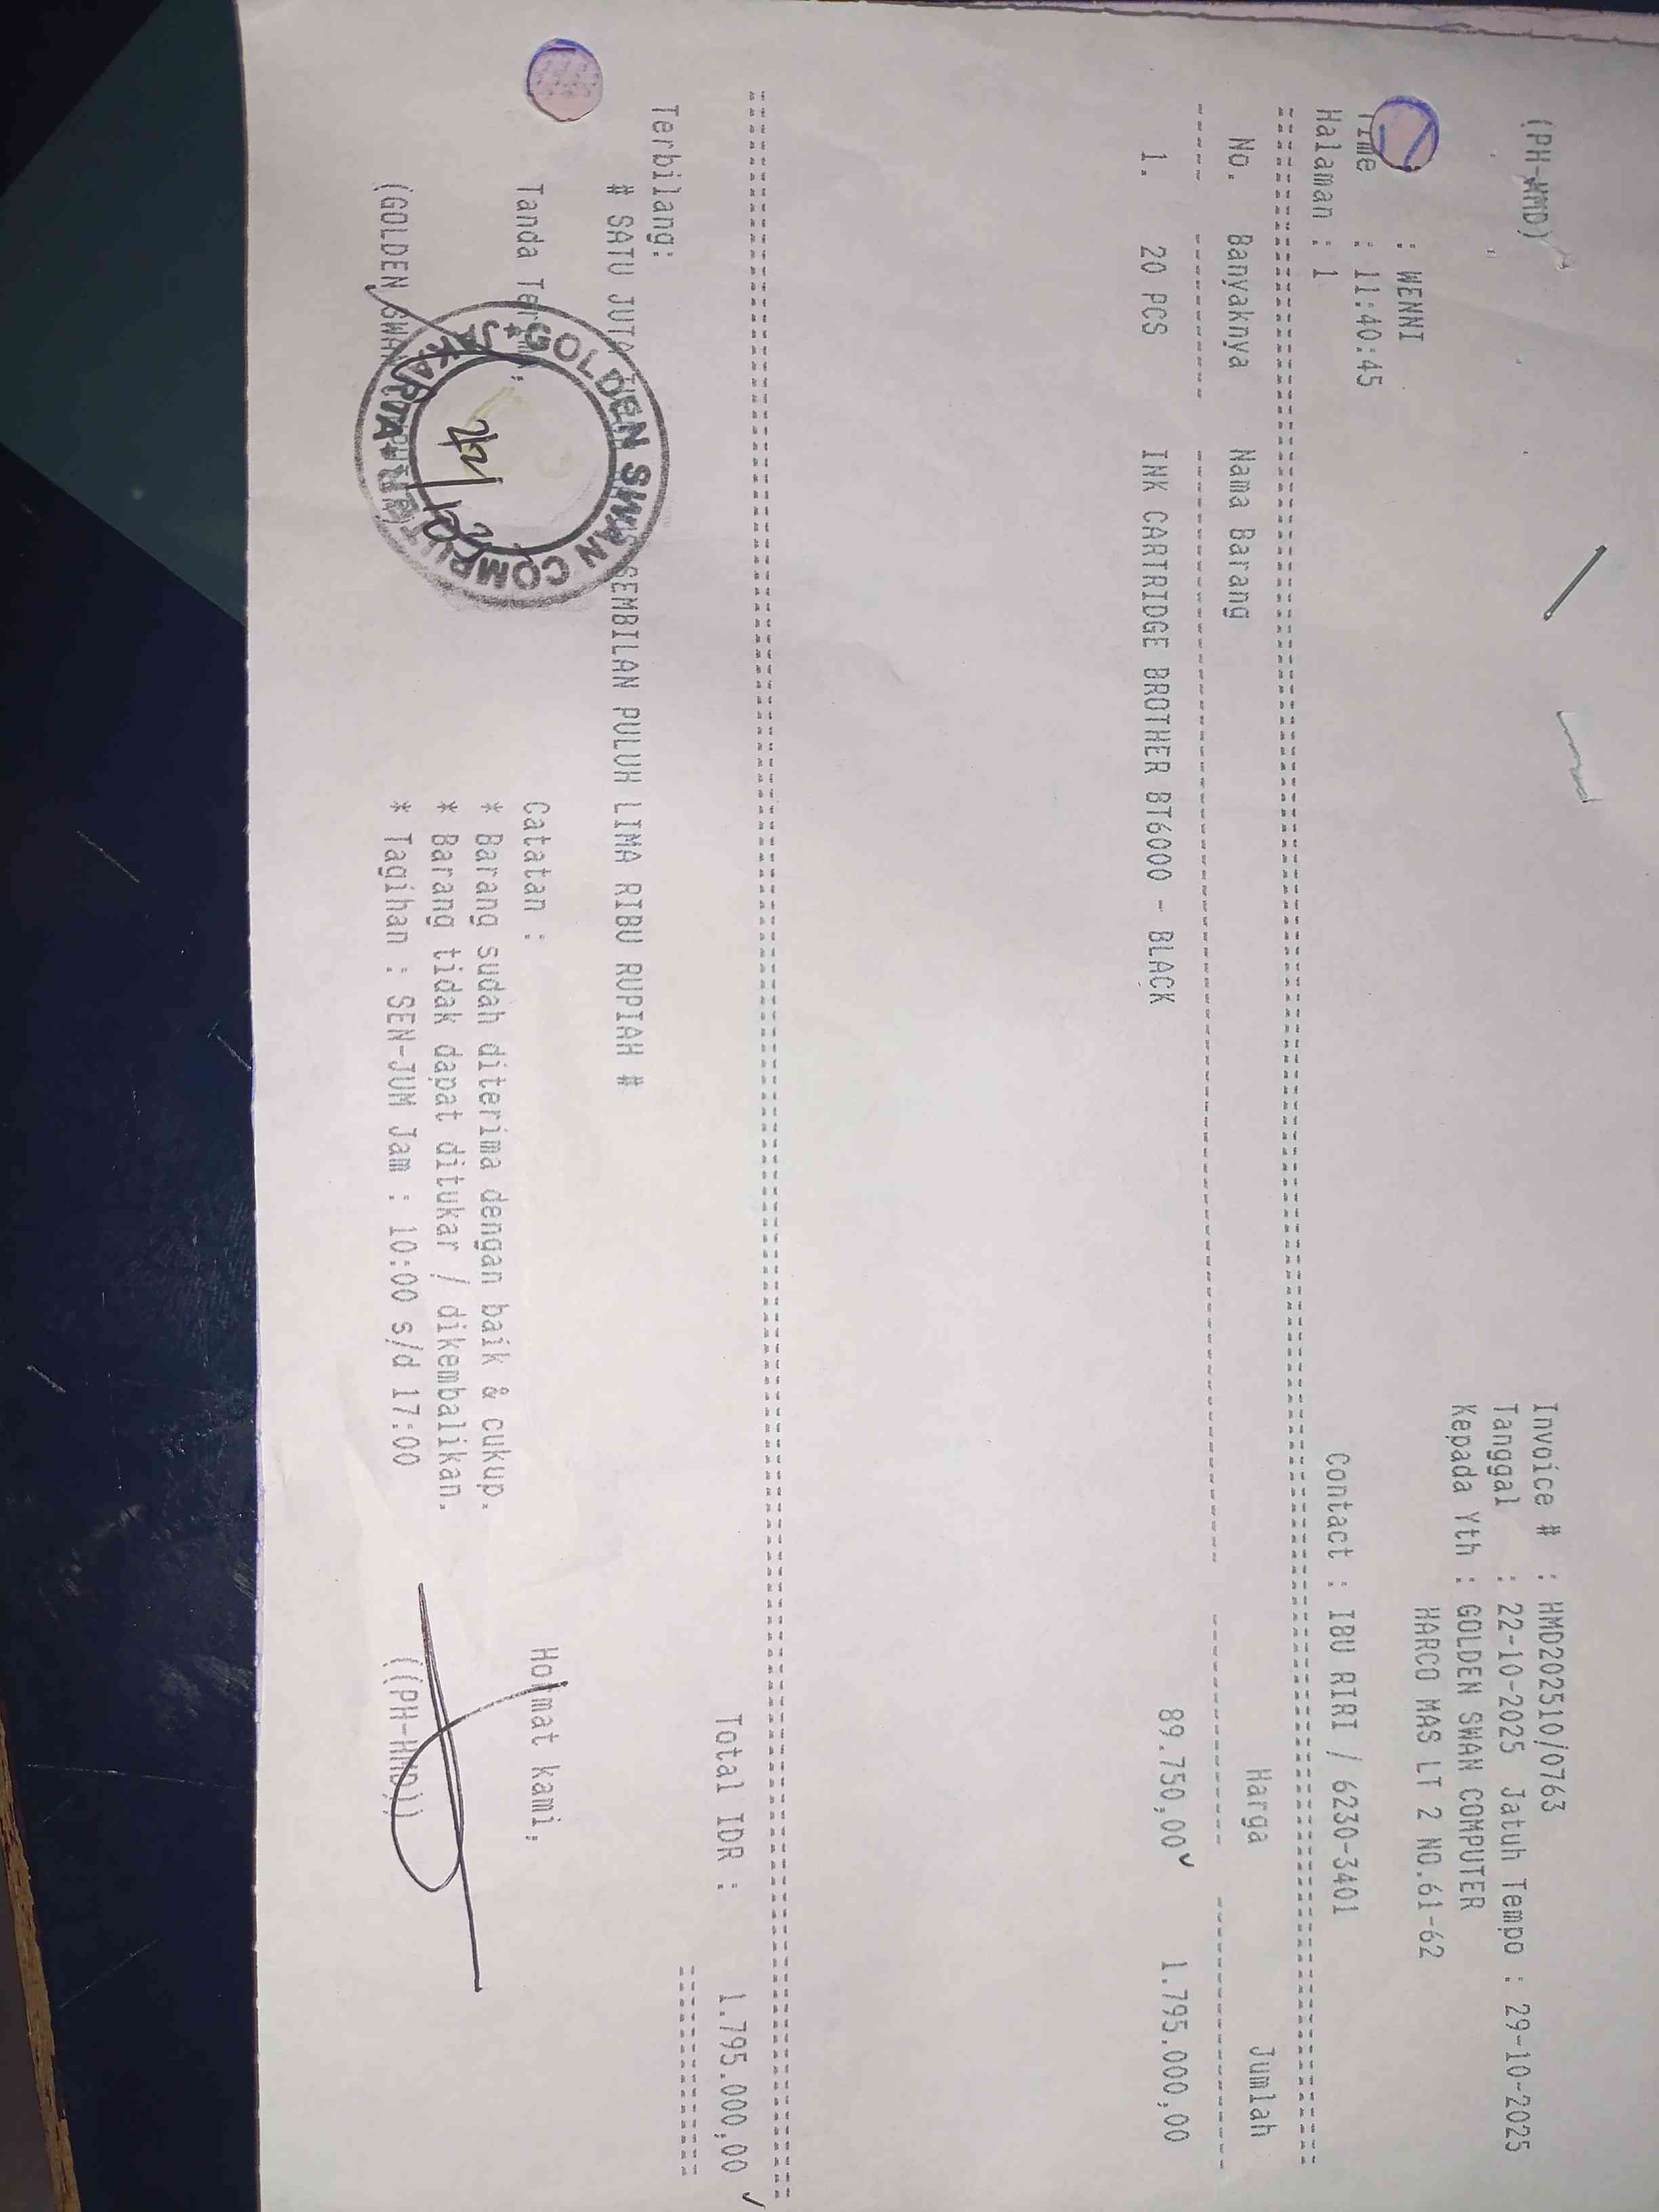 (PH-HMD)
Invoice # : HMD202510/0763
Tanggal : 22-10-2025 Jatuh Tempo : 29-10-2025
Kepada Yth : GOLDEN SWAN COMPUTER
: WENNI
HARCO MAS LT 2 NO.61-62
Time : 11:40:45
Halaman : 1
Contact : IBU RIRI / 6230-3401
No. Banyaknya Nama Barang Harga Jumlah
1. 20 PCS INK CARTRIDGE BROTHER BT6000 - BLACK 89.750,00 1.795.000,00
Total IDR : 1.795.000,00
Terbilang:
# SATU JUTA SEMBILAN PULUH LIMA RIBU RUPIAH #
Tanda Terima,
Catatan :
Hormat kami,
* Barang sudah diterima dengan baik & cukup.
* Barang tidak dapat ditukar / dikembalikan.
* Tagihan : SEN-JUM Jam : 10:00 s/d 17:00
(GOLDEN SWAN
((PH-HMD))
GOLDEN SWAN COMPUTER
JAKARTA